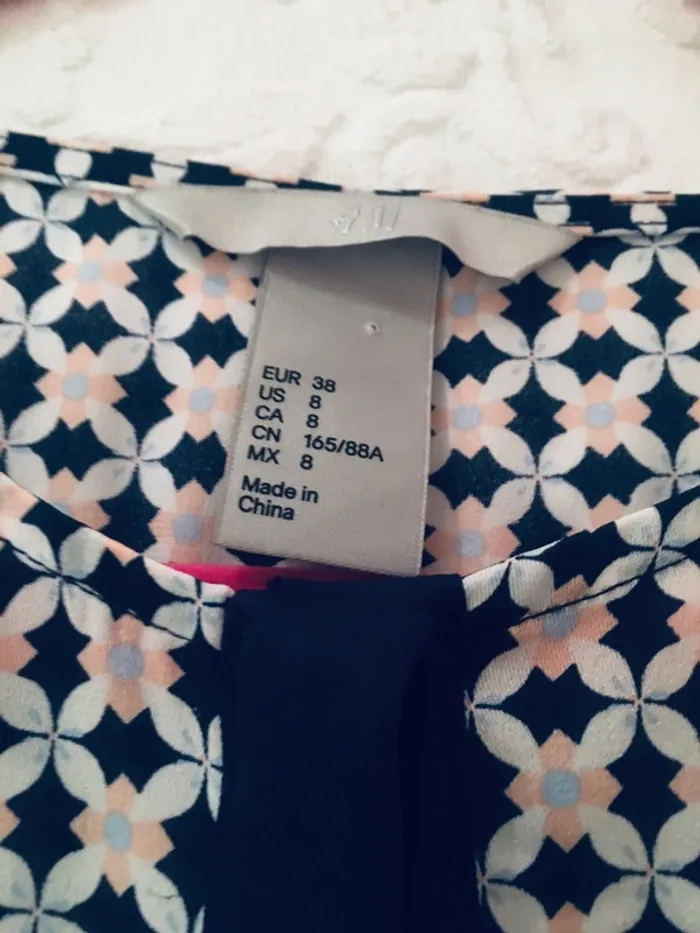 H&M
EUR 38
US 8
CA 8
CN 165/88A
MX 8
Made in
China